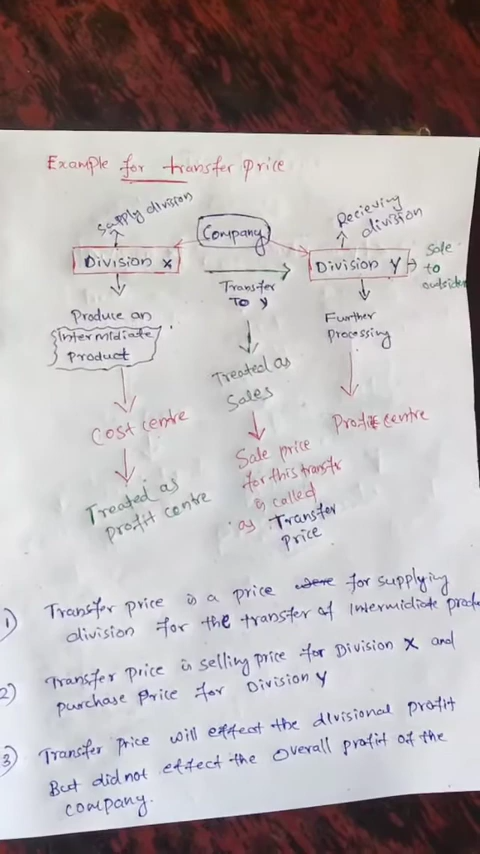 Example for transfer price
Supply division
Company
Recieving
division
Division X
Division Y
Sale
to
outsider
Transfer
To Y
Produce an
Intermidiate
Product
Further
Processing
Treated as
Sales
Cost centre
Profit centre
Sale price
for this transfr
is called
as Transfer
price
Treated as
profit centre
1) Transfer price is a price for supplying
division for the transfer of Intermidiate
2) Transfer Price is selling price for Division X and
purchase Price for Division Y
3) Transfer Price will effect the divisional profit
But did not effect the overall profit of the
company.